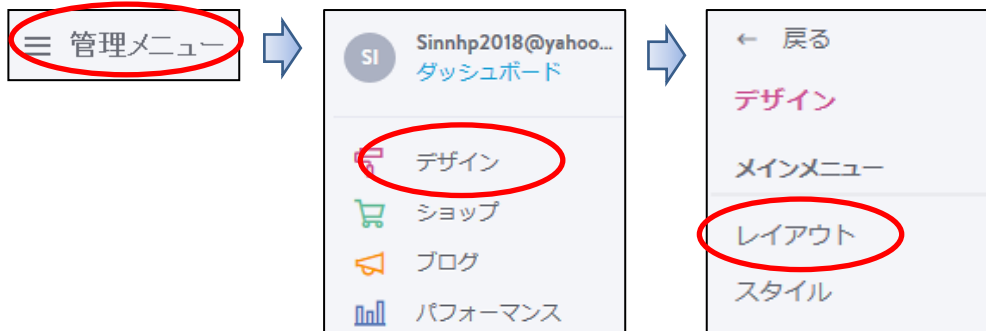 管理メニュー
SI
Sinnhp2018@yahoo...
ダッシュボード
デザイン
ショップ
ブログ
パフォーマンス
← 戻る
デザイン
メインメニュー
レイアウト
スタイル